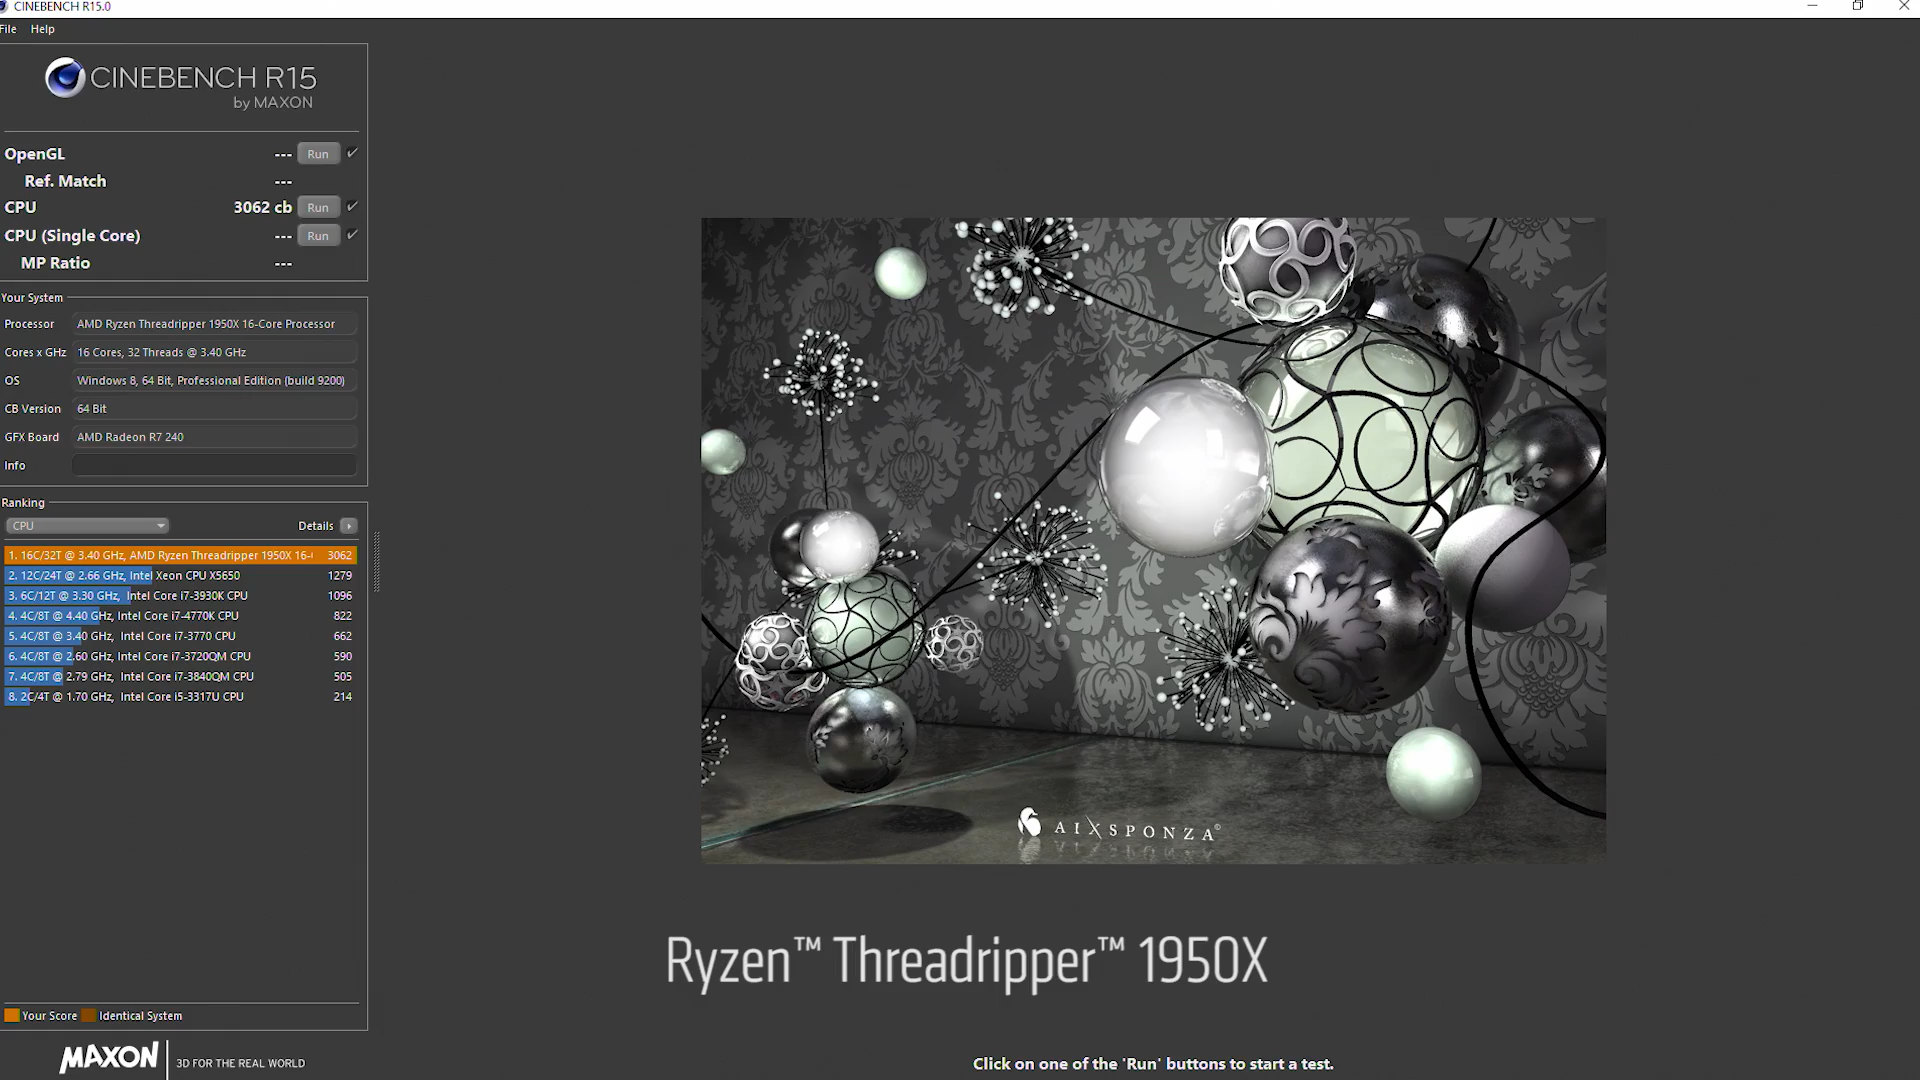 CINEBENCH R15.0
File Help
CINEBENCH R15
by MAXON
OpenGL --- Run
Ref. Match ---
CPU 3062 cb Run
CPU (Single Core) --- Run
MP Ratio ---
Your System
Processor AMD Ryzen Threadripper 1950X 16-Core Processor
Cores x GHz 16 Cores, 32 Threads @ 3.40 GHz
OS Windows 8, 64 Bit, Professional Edition (build 9200)
CB Version 64 Bit
GFX Board AMD Radeon R7 240
Info
Ranking
CPU Details
1. 16C/32T @ 3.40 GHz, AMD Ryzen Threadripper 1950X 16- 3062
2. 12C/24T @ 2.66 GHz, Intel Xeon CPU X5650 1279
3. 6C/12T @ 3.30 GHz, Intel Core i7-3930K CPU 1096
4. 4C/8T @ 4.40 GHz, Intel Core i7-4770K CPU 822
5. 4C/8T @ 3.40 GHz, Intel Core i7-3770 CPU 662
6. 4C/8T @ 2.60 GHz, Intel Core i7-3720QM CPU 590
7. 4C/8T @ 2.79 GHz, Intel Core i7-3840QM CPU 505
8. 2C/4T @ 1.70 GHz, Intel Core i5-3317U CPU 214
AIXSPONZA®
Ryzen™ Threadripper™ 1950X
Your Score Identical System
MAXON 3D FOR THE REAL WORLD
Click on one of the 'Run' buttons to start a test.